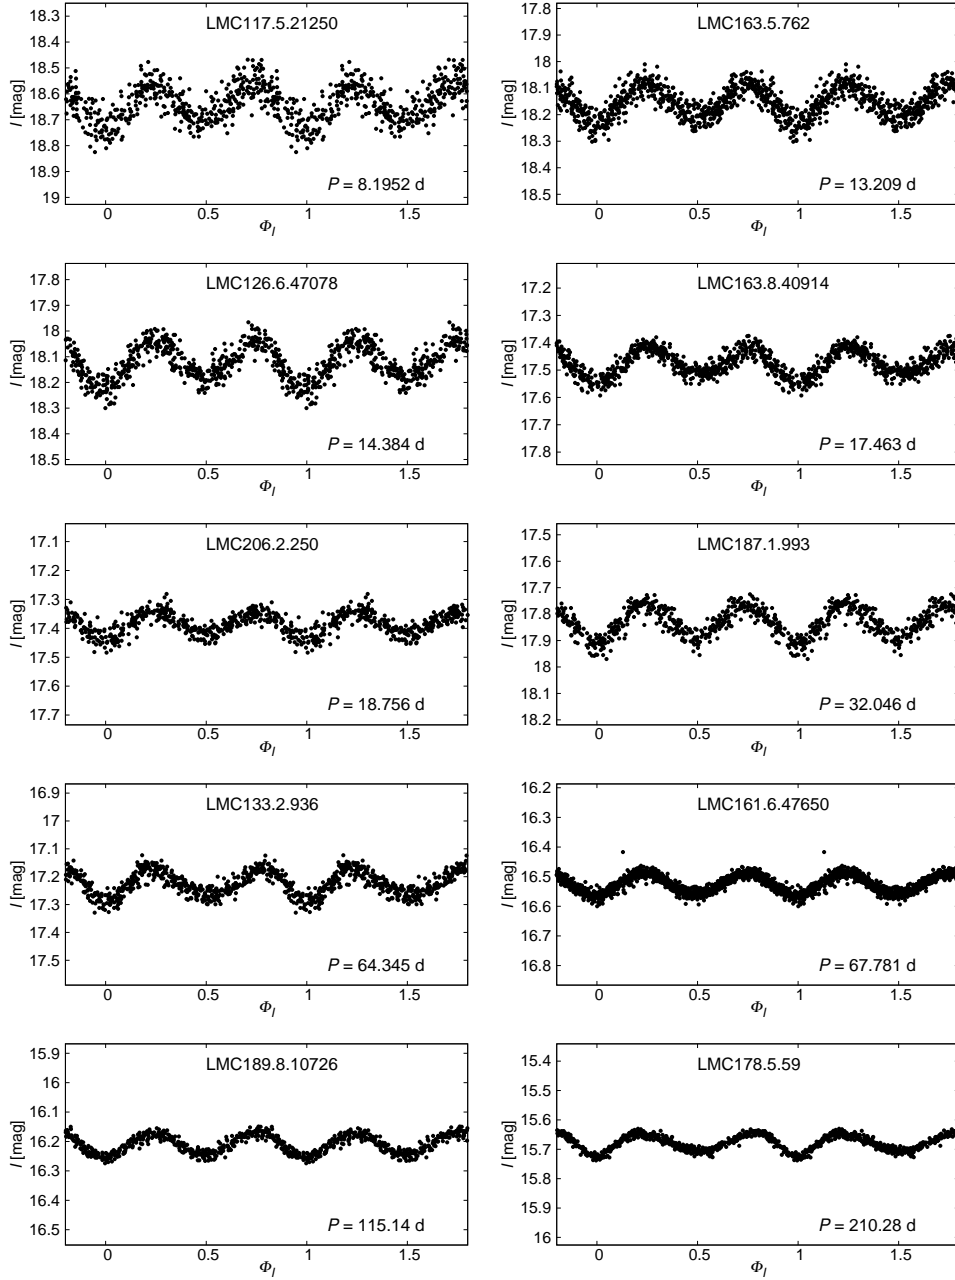 LMC117.5.21250
I [mag]
18.3
18.4
18.5
18.6
18.7
18.8
18.9
19
P = 8.1952 d
0 0.5 1 1.5
ΦI
LMC163.5.762
I [mag]
17.8
17.9
18
18.1
18.2
18.3
18.4
18.5
P = 13.209 d
0 0.5 1 1.5
ΦI
LMC126.6.47078
I [mag]
17.8
17.9
18
18.1
18.2
18.3
18.4
18.5
P = 14.384 d
0 0.5 1 1.5
ΦI
LMC163.8.40914
I [mag]
17.2
17.3
17.4
17.5
17.6
17.7
17.8
P = 17.463 d
0 0.5 1 1.5
ΦI
LMC206.2.250
I [mag]
17.1
17.2
17.3
17.4
17.5
17.6
17.7
P = 18.756 d
0 0.5 1 1.5
ΦI
LMC187.1.993
I [mag]
17.5
17.6
17.7
17.8
17.9
18
18.1
18.2
P = 32.046 d
0 0.5 1 1.5
ΦI
LMC133.2.936
I [mag]
16.9
17
17.1
17.2
17.3
17.4
17.5
P = 64.345 d
0 0.5 1 1.5
ΦI
LMC161.6.47650
I [mag]
16.2
16.3
16.4
16.5
16.6
16.7
16.8
P = 67.781 d
0 0.5 1 1.5
ΦI
LMC189.8.10726
I [mag]
15.9
16
16.1
16.2
16.3
16.4
16.5
P = 115.14 d
0 0.5 1 1.5
ΦI
LMC178.5.59
I [mag]
15.4
15.5
15.6
15.7
15.8
15.9
16
P = 210.28 d
0 0.5 1 1.5
ΦI